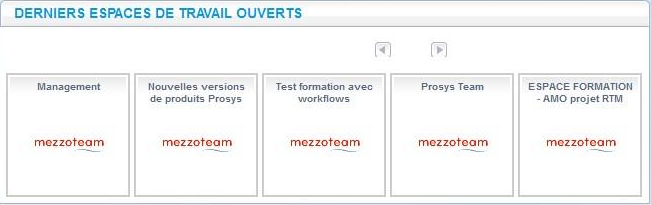 DERNIERS ESPACES DE TRAVAIL OUVERTS
Management
Nouvelles versions
de produits Prosys
Test formation avec
workflows
Prosys Team
ESPACE FORMATION
- AMO projet RTM
mezzoteam
mezzoteam
mezzoteam
mezzoteam
mezzoteam